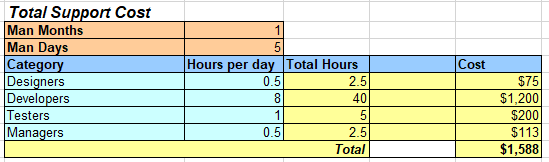 Total Support Cost
Man Months 1
Man Days 5
Category Hours per day Total Hours Cost
Designers 0.5 2.5 $75
Developers 8 40 $1,200
Testers 1 5 $200
Managers 0.5 2.5 $113
Total $1,588